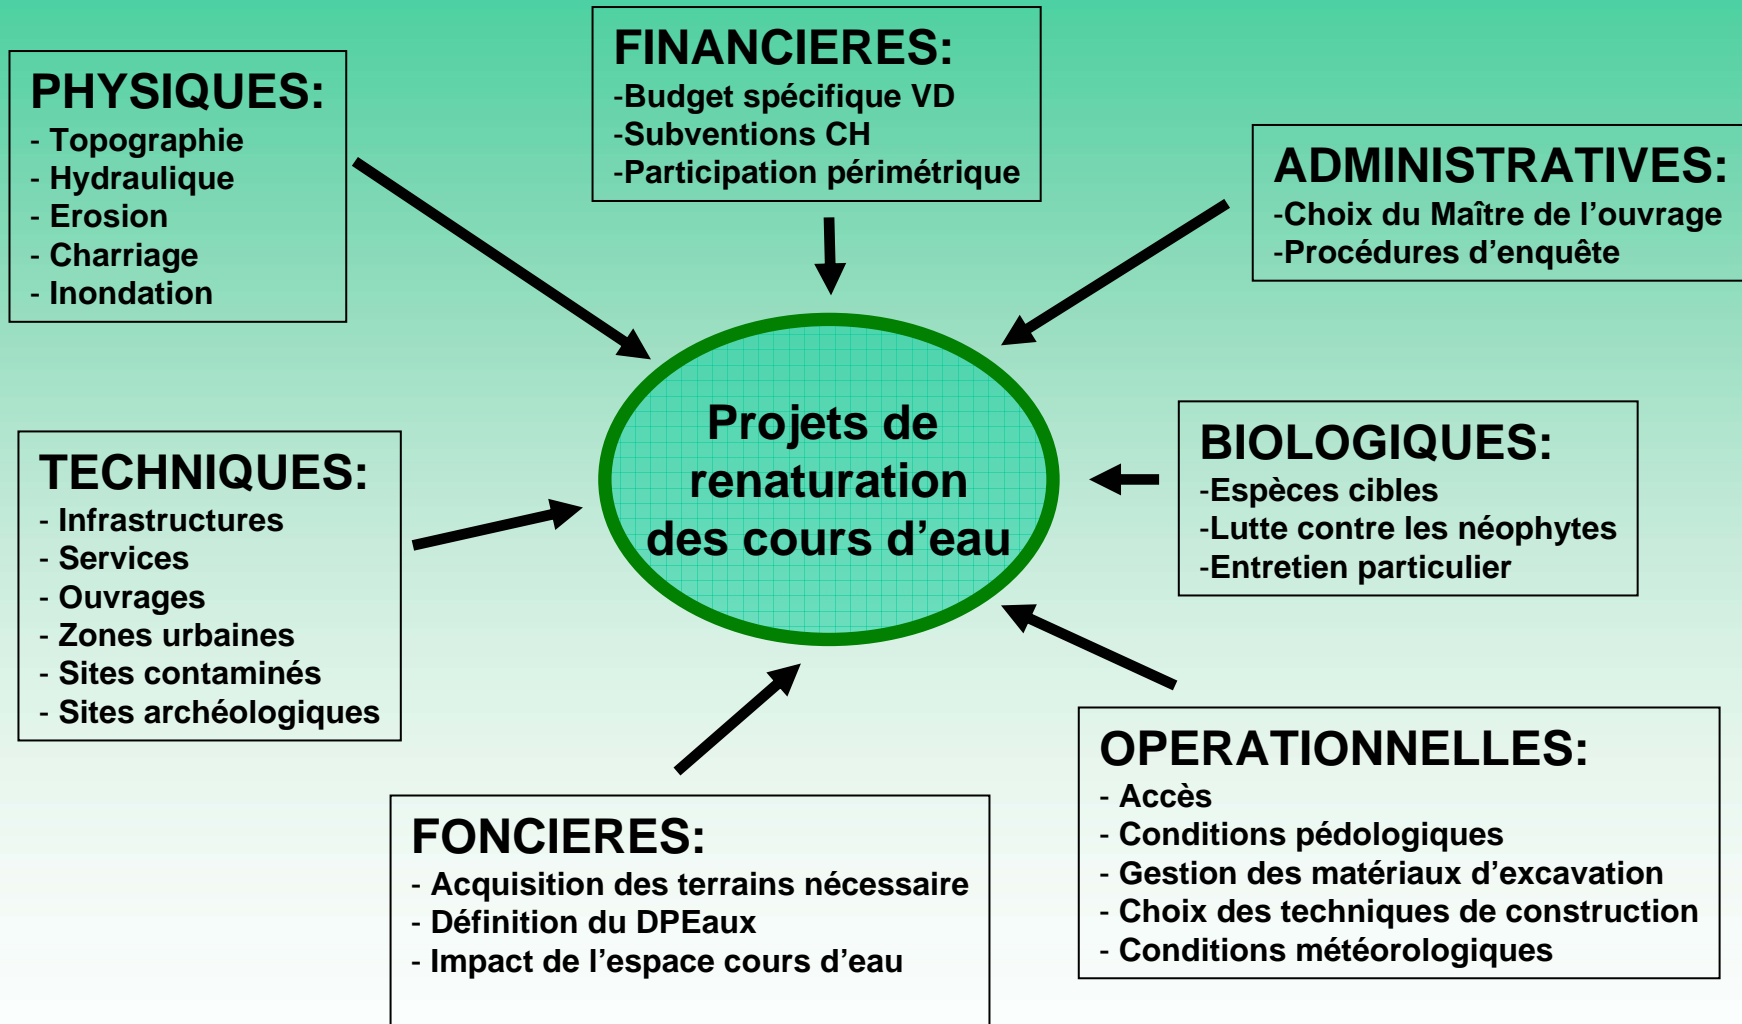 PHYSIQUES:
- Topographie
- Hydraulique
- Erosion
- Charriage
- Inondation
FINANCIERES:
-Budget spécifique VD
-Subventions CH
-Participation périmétrique
ADMINISTRATIVES:
-Choix du Maître de l’ouvrage
-Procédures d’enquête
Projets de
renaturation
des cours d’eau
TECHNIQUES:
- Infrastructures
- Services
- Ouvrages
- Zones urbaines
- Sites contaminés
- Sites archéologiques
BIOLOGIQUES:
-Espèces cibles
-Lutte contre les néophytes
-Entretien particulier
FONCIERES:
- Acquisition des terrains nécessaire
- Définition du DPEaux
- Impact de l’espace cours d’eau
OPERATIONNELLES:
- Accès
- Conditions pédologiques
- Gestion des matériaux d’excavation
- Choix des techniques de construction
- Conditions météorologiques